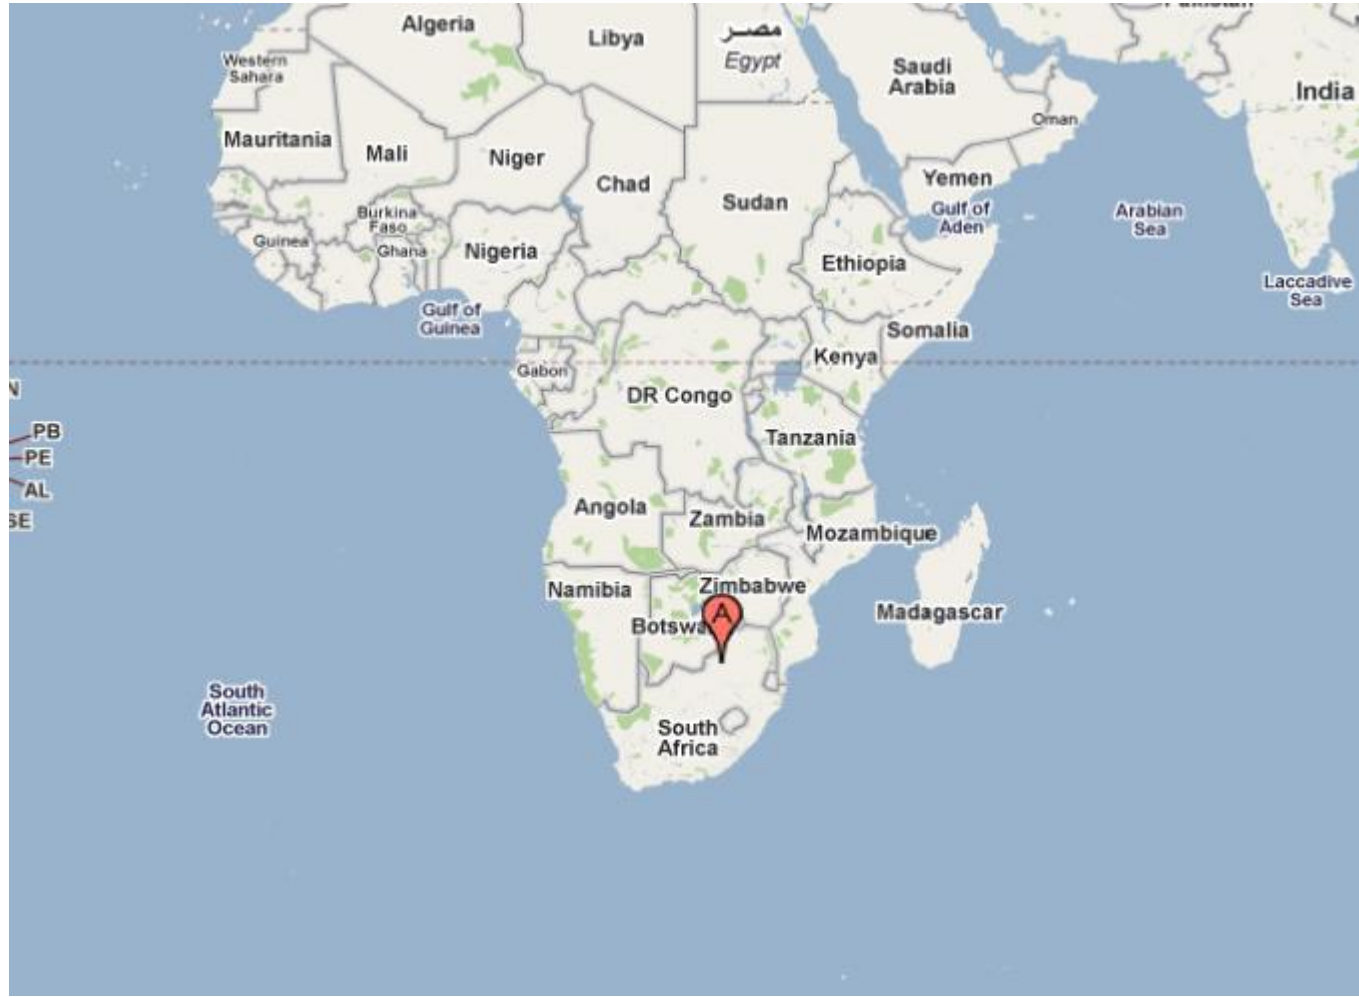 Algeria
Libya
مصر
Egypt
Saudi
Arabia
India
Western
Sahara
Oman
Mauritania
Mali
Niger
Chad
Sudan
Yemen
Gulf of
Aden
Arabian
Sea
Burkina
Faso
Guinea
Ghana
Nigeria
Ethiopia
Laccadive
Sea
Gulf of
Guinea
Somalia
Kenya
Gabon
DR Congo
N
PB
PE
AL
SE
Tanzania
Angola
Zambia
Mozambique
Namibia
Zimbabwe
A
Botswa
Madagascar
South
Atlantic
Ocean
South
Africa